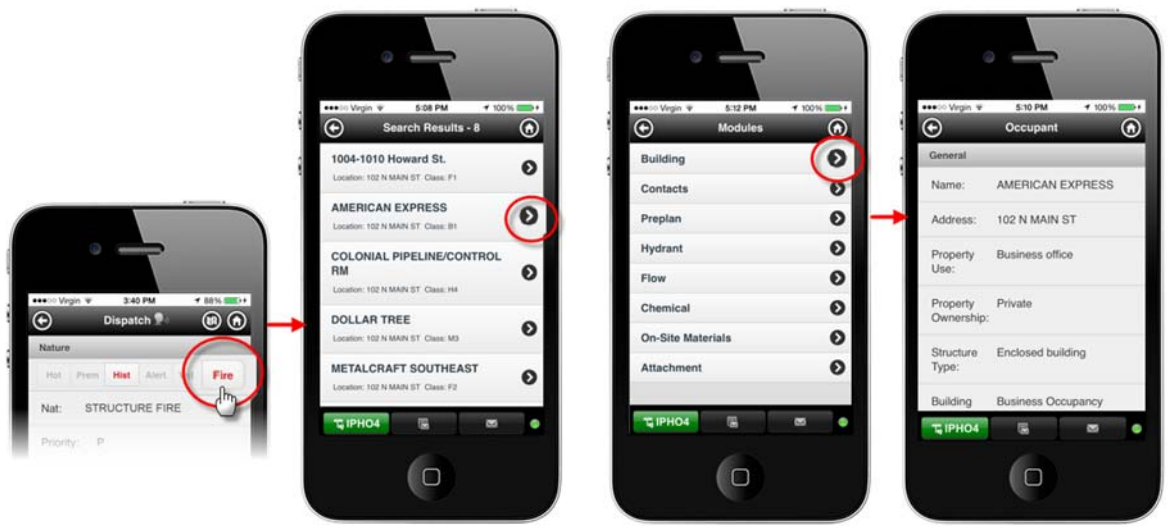 Virgin 3:40 PM 88%
Dispatch
Nature
Hot Prem Hist Alert Fire
Nat: STRUCTURE FIRE
Priority: P
Virgin 5:08 PM 100%
Search Results - 8
1004-1010 Howard St.
Location: 102 N MAIN ST Class: F1
AMERICAN EXPRESS
Location: 102 N MAIN ST Class: B1
COLONIAL PIPELINE/CONTROL
RM
Location: 102 N MAIN ST Class: H4
DOLLAR TREE
Location: 102 N MAIN ST Class: M3
METALCRAFT SOUTHEAST
Location: 102 N MAIN ST Class: F2
IPHO4
Virgin 5:12 PM 100%
Modules
Building
Contacts
Preplan
Hydrant
Flow
Chemical
On-Site Materials
Attachment
IPHO4
Virgin 5:10 PM 100%
Occupant
General
Name: AMERICAN EXPRESS
Address: 102 N MAIN ST
Property Business office
Use:
Property Private
Ownership:
Structure Enclosed building
Type:
Building Business Occupancy
IPHO4